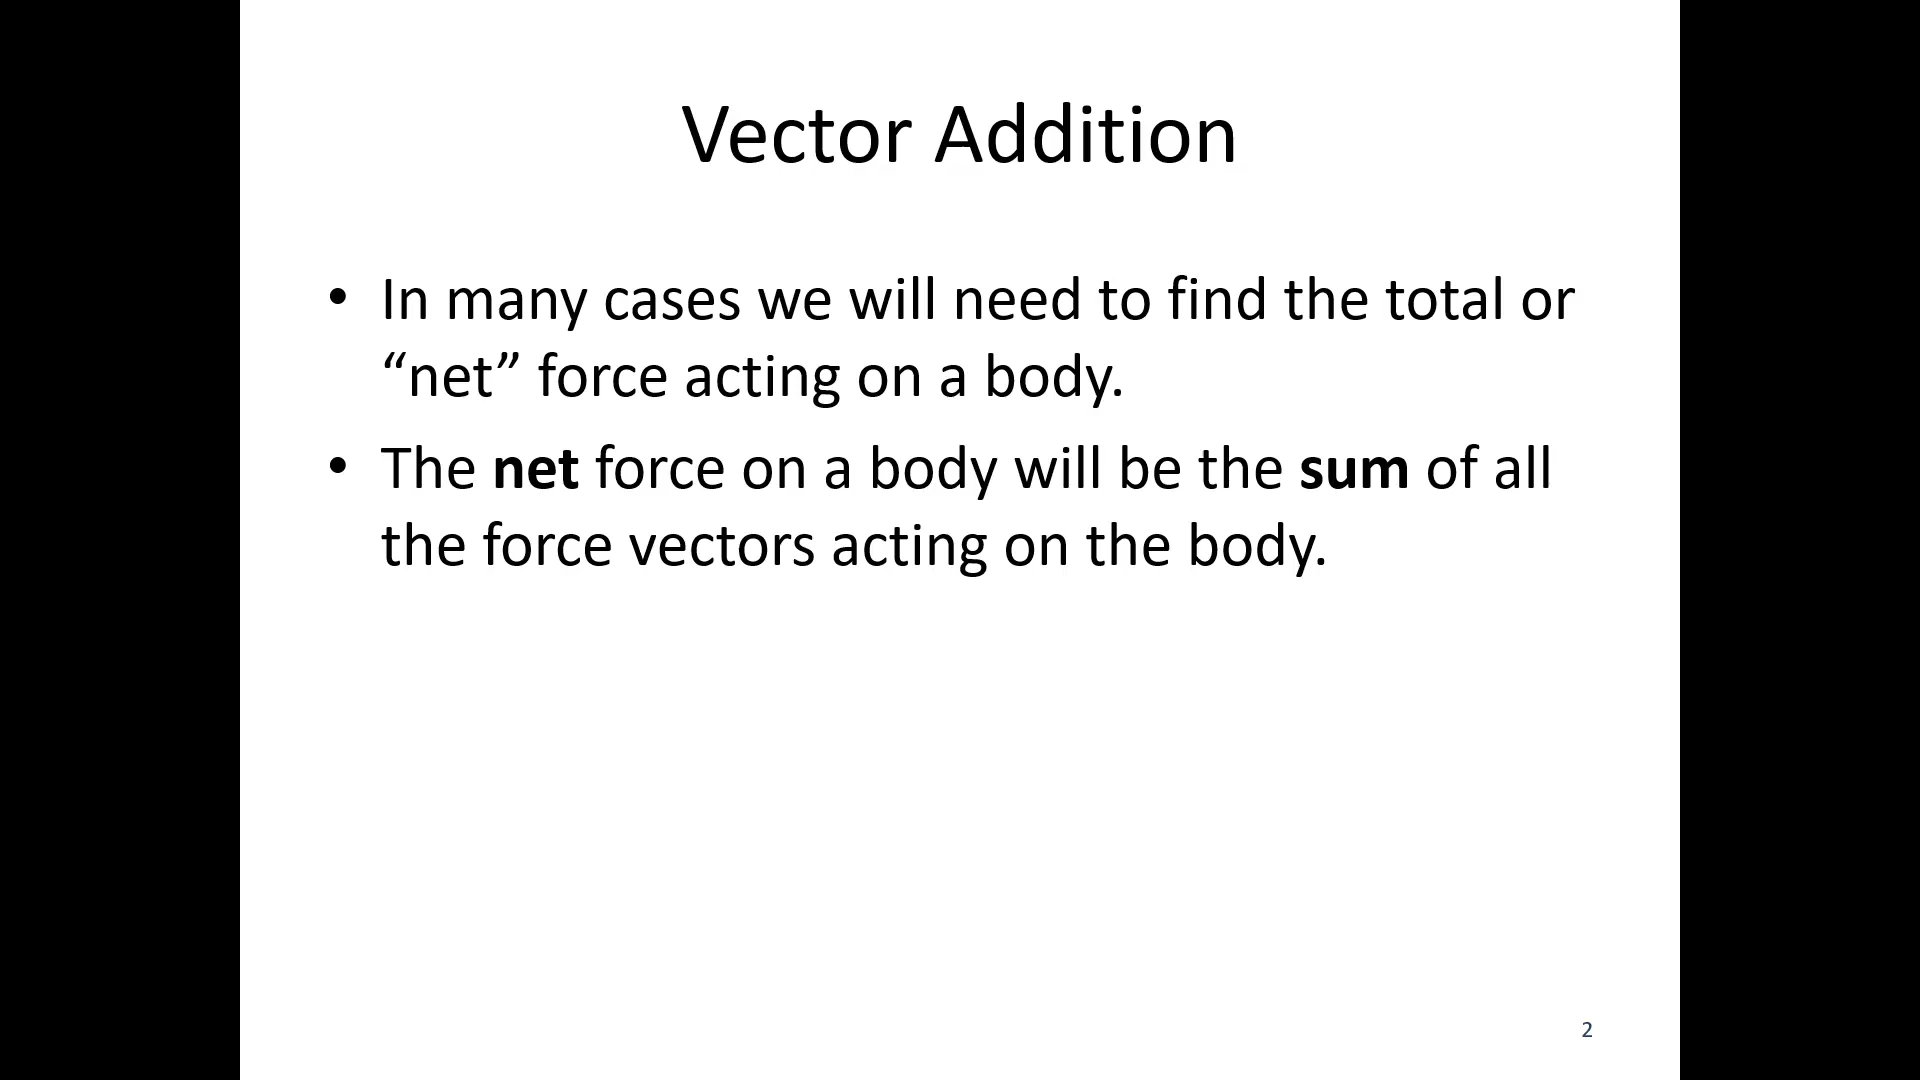 Vector Addition
• In many cases we will need to find the total or
“net” force acting on a body.
• The net force on a body will be the sum of all
the force vectors acting on the body.
2